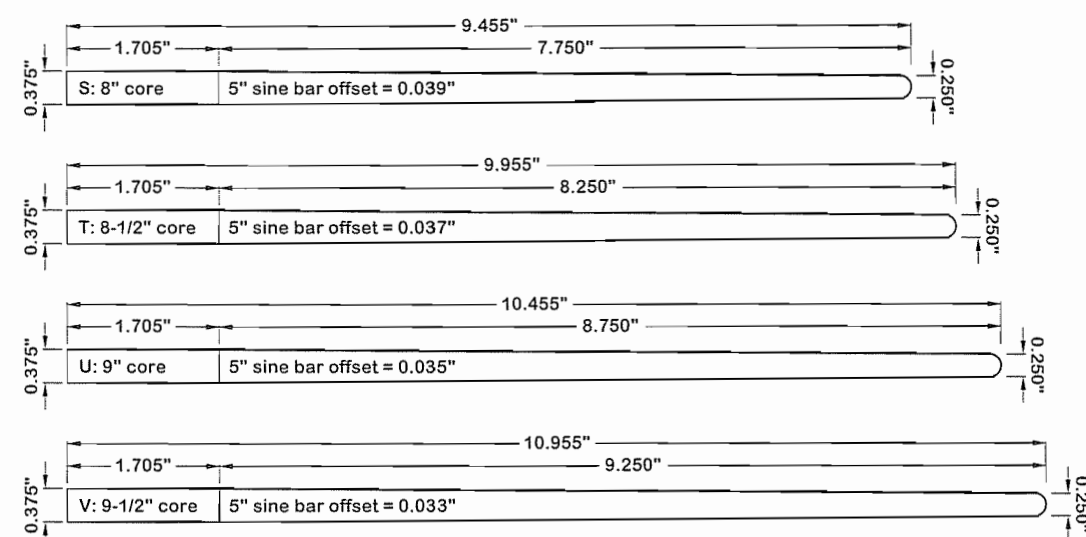 9.455"
1.705" 7.750"
0.375" S: 8" core 5" sine bar offset = 0.039" 0.250"
9.955"
1.705" 8.250"
0.375" T: 8-1/2" core 5" sine bar offset = 0.037" 0.250"
10.455"
1.705" 8.750"
0.375" U: 9" core 5" sine bar offset = 0.035" 0.250"
10.955"
1.705" 9.250"
0.375" V: 9-1/2" core 5" sine bar offset = 0.033" 0.250"